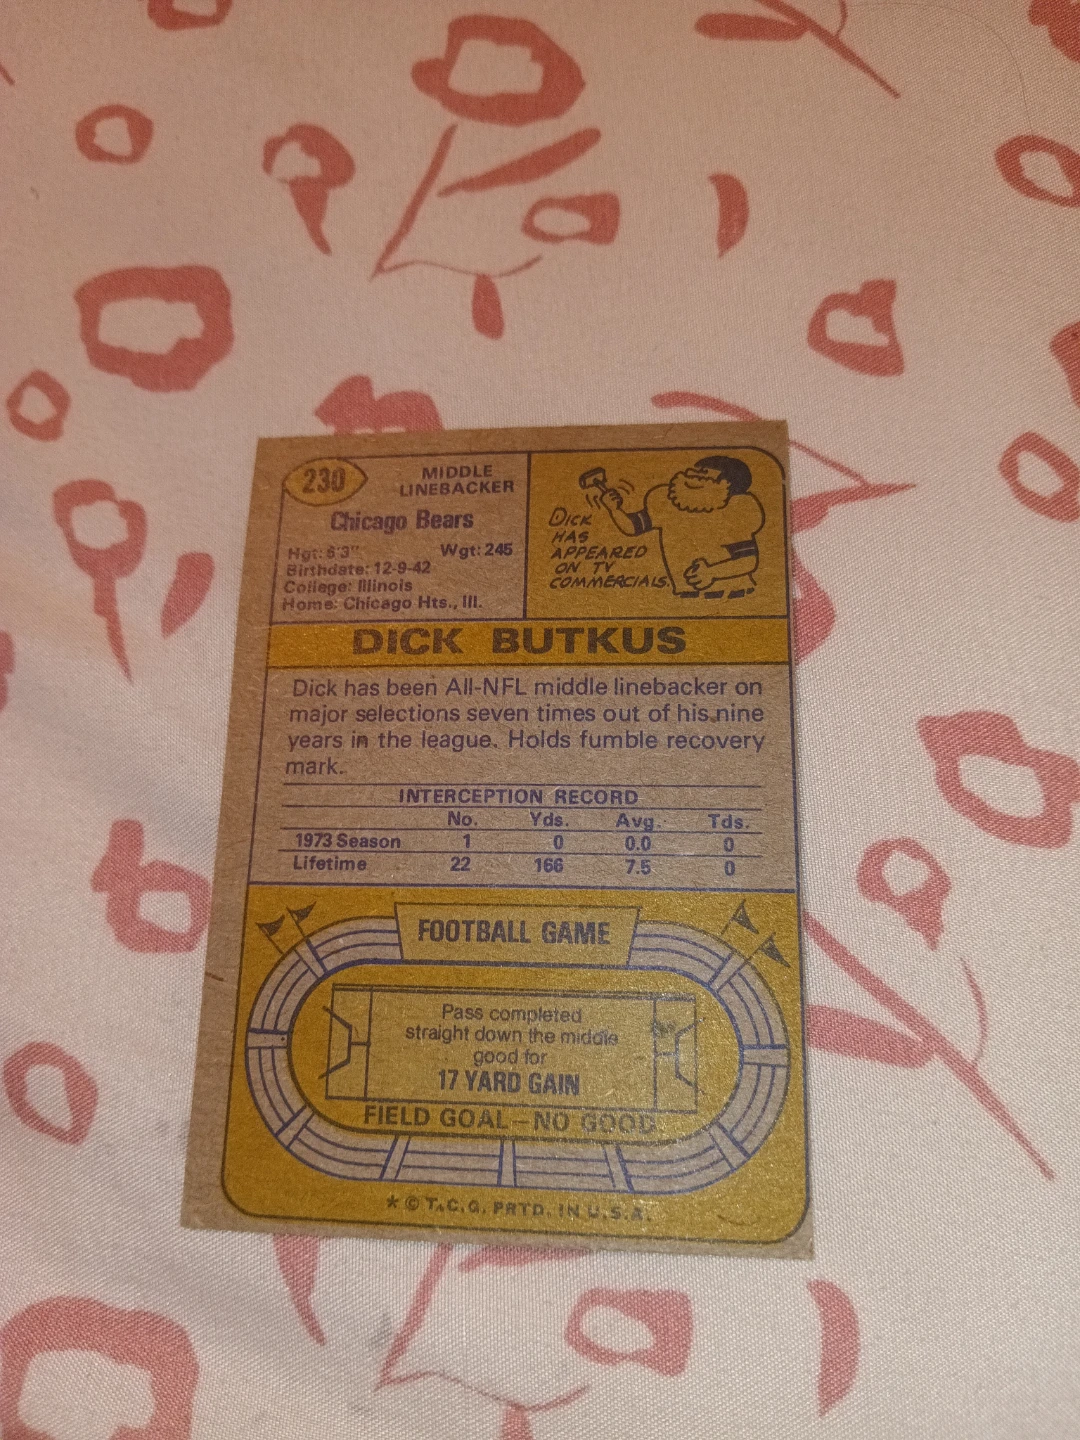 230
MIDDLE
LINEBACKER
Chicago Bears
Hgt: 6'3" Wgt: 245
Birthdate: 12-9-42
College: Illinois
Home: Chicago Hts., Ill.
DICK
HAS
APPEARED
ON TV
COMMERCIALS.
DICK BUTKUS
Dick has been All-NFL middle linebacker on
major selections seven times out of his nine
years in the league. Holds fumble recovery
mark.
INTERCEPTION RECORD
No. Yds. Avg. Tds.
1973 Season 1 0 0.0 0
Lifetime 22 166 7.5 0
FOOTBALL GAME
Pass completed
straight down the middle
good for
17 YARD GAIN
FIELD GOAL—NO GOOD
* © T.C.G. PRTD. IN U.S.A.